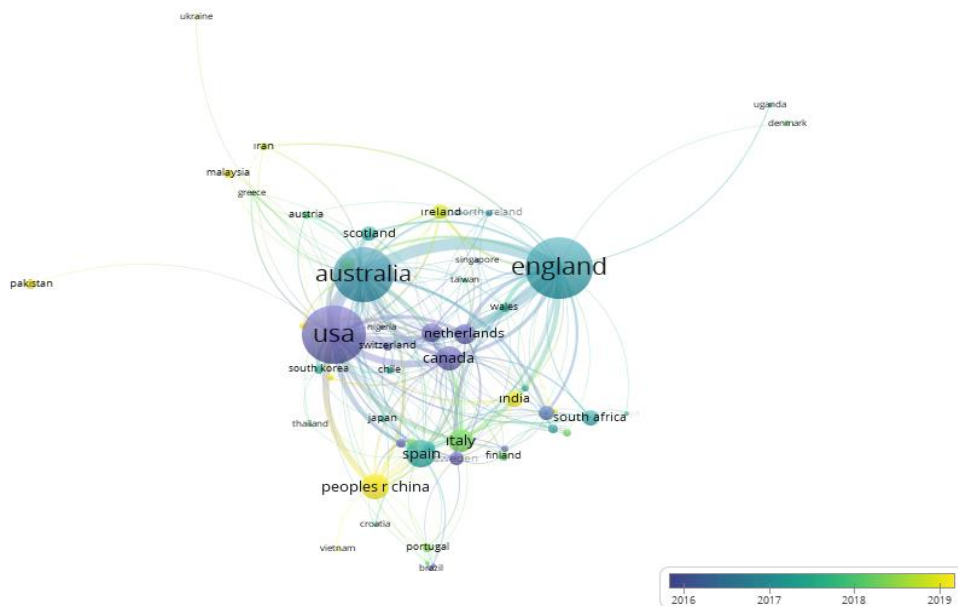 ukraine
uganda
denmark
iran
malaysia
greece
austria
ireland
north ireland
scotland
singapore
australia
england
taiwan
pakistan
wales
nigeria
usa
netherlands
switzerland
canada
south korea
chile
india
thailand
japan
south africa
italy
spain
sweden
finland
peoples r china
croatia
vietnam
portugal
brazil
2016 2017 2018 2019